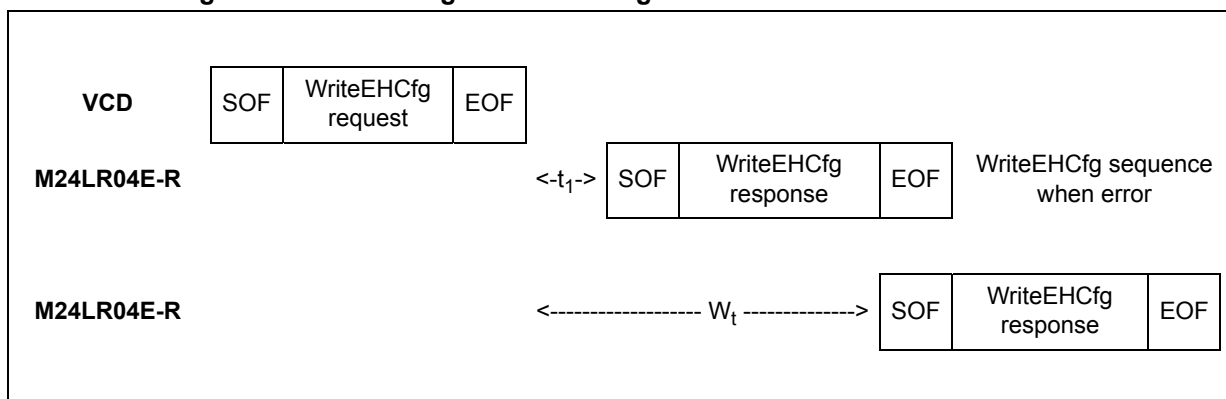 VCD SOF WriteEHCfg request EOF
M24LR04E-R <-t1-> SOF WriteEHCfg response EOF WriteEHCfg sequence when error
M24LR04E-R <------------------- Wt --------------> SOF WriteEHCfg response EOF